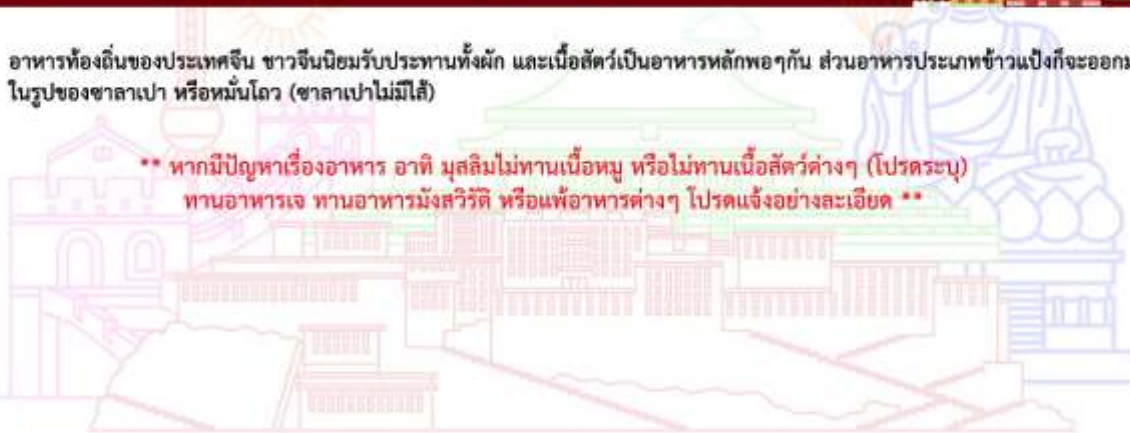 อาหารท้องถิ่นของประเทศจีน ชาวจีนนิยมรับประทานทั้งผัก และเนื้อสัตว์เป็นอาหารหลักพอๆกัน ส่วนอาหารประเภทข้าวแป้งก็จะออกม
ในรูปของซาลาเปา หรือหมั่นโถว (ซาลาเปาไม่มีไส้)
** หากมีปัญหาเรื่องอาหาร อาทิ มุสลิมไม่ทานเนื้อหมู หรือไม่ทานเนื้อสัตว์ต่างๆ (โปรดระบุ)
ทานอาหารเจ ทานอาหารมังสวิรัติ หรือแพ้อาหารต่างๆ โปรดแจ้งอย่างละเอียด **